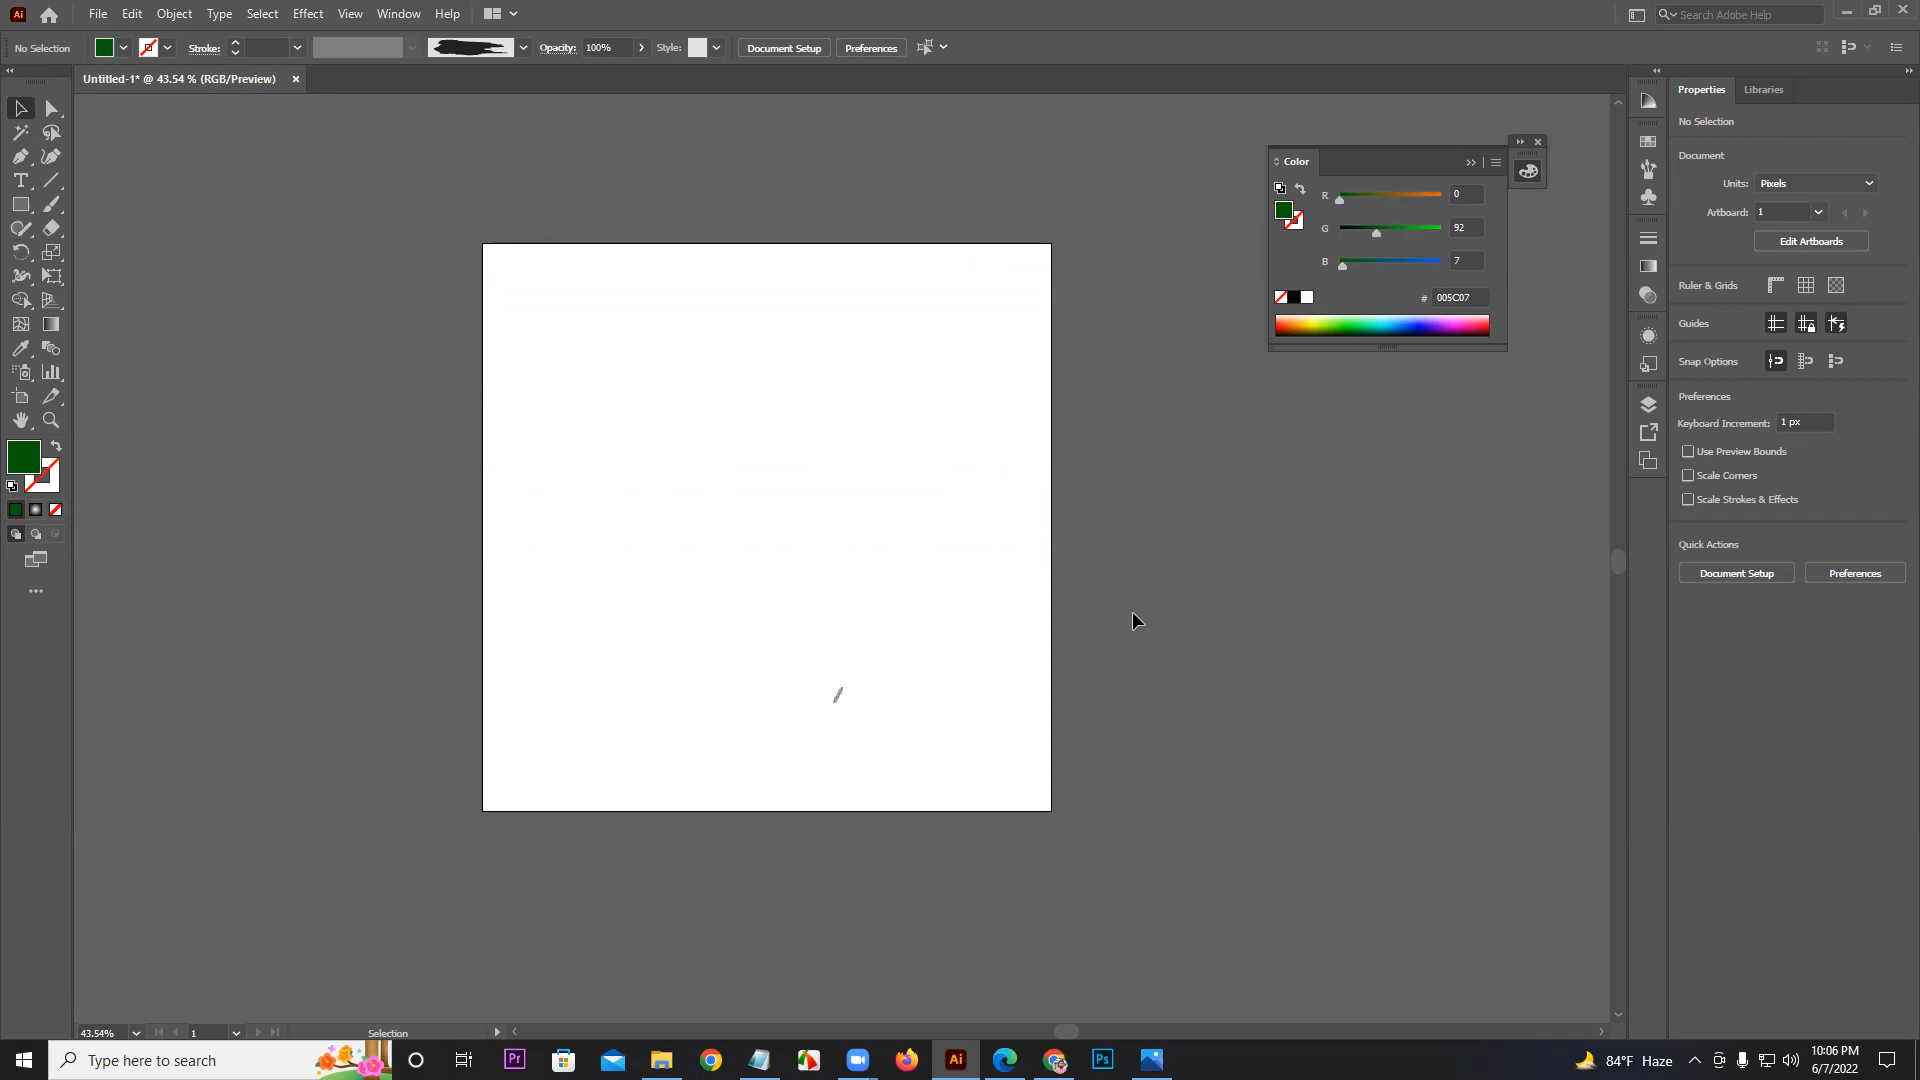 Ai File Edit Object Type Select Effect View Window Help Search Adobe Help
No Selection Stroke: Opacity: 100% Style: Document Setup Preferences
Untitled-1* @ 43.54 % (RGB/Preview)
Properties Libraries
No Selection
Document
Units: Pixels
Artboard: 1
Edit Artboards
Ruler & Grids
Guides
Snap Options
Preferences
Keyboard Increment: 1 px
Use Preview Bounds
Scale Corners
Scale Strokes & Effects
Quick Actions
Document Setup Preferences
Color
R 0
G 92
B 7
# 005C07
43.54% 1 Selection
Type here to search Pr Ai Ps 84°F Haze 10:06 PM
6/7/2022